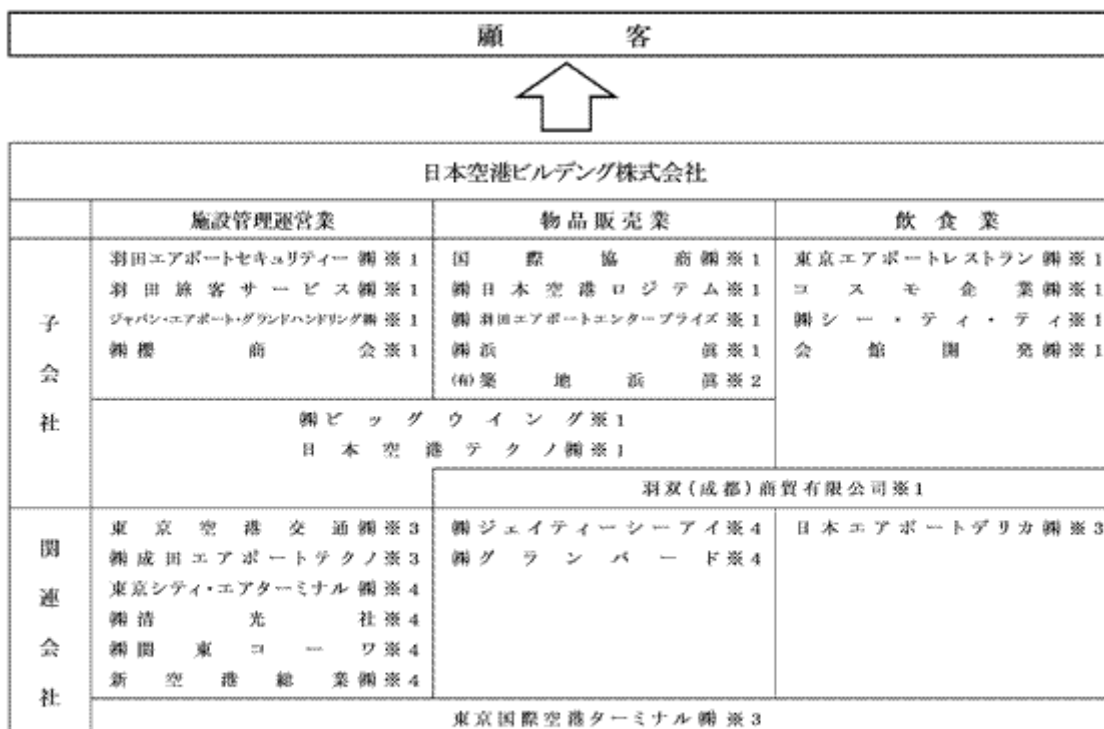 顧客
日本空港ビルデング株式会社
施設管理運営業 物品販売業 飲食業
子会社
羽田エアポートセキュリティー㈱※1
羽田旅客サービス㈱※1
ジャパン・エアポート・グランドハンドリング㈱※1
㈱櫻商会※1
国際協商㈱※1
㈱日本空港ロジテム※1
㈱羽田エアポートエンタープライズ※1
㈱浜眞※1
(有)築地浜眞※2
東京エアポートレストラン㈱※1
コスモ企業㈱※1
㈱シー・ティ・ティ※1
会館開発㈱※1
㈱ビッグウイング※1
日本空港テクノ㈱※1
羽双(成都)商貿有限公司※1
関連会社
東京空港交通㈱※3
㈱成田エアポートテクノ※3
東京シティ・エアターミナル㈱※4
㈱清光社※4
㈱関東コーワ※4
新空港総業㈱※4
㈱ジェイティーシーアイ※4
㈱グランバード※4
日本エアポートデリカ㈱※3
東京国際空港ターミナル㈱※3